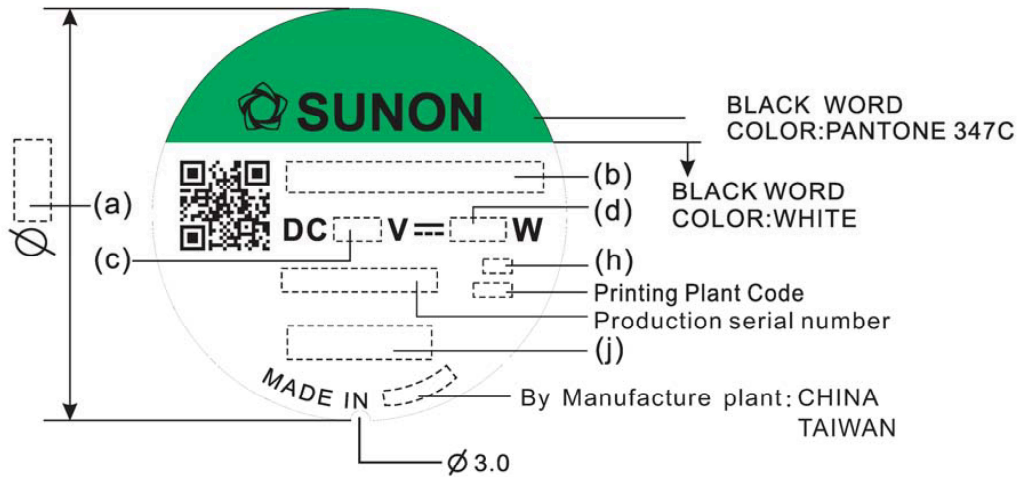 SUNON
BLACK WORD
COLOR:PANTONE 347C
BLACK WORD
COLOR:WHITE
(a)
(b)
(c)
(d)
DC V W
Ø
(h)
Printing Plant Code
Production serial number
(j)
MADE IN
By Manufacture plant: CHINA
TAIWAN
Ø 3.0